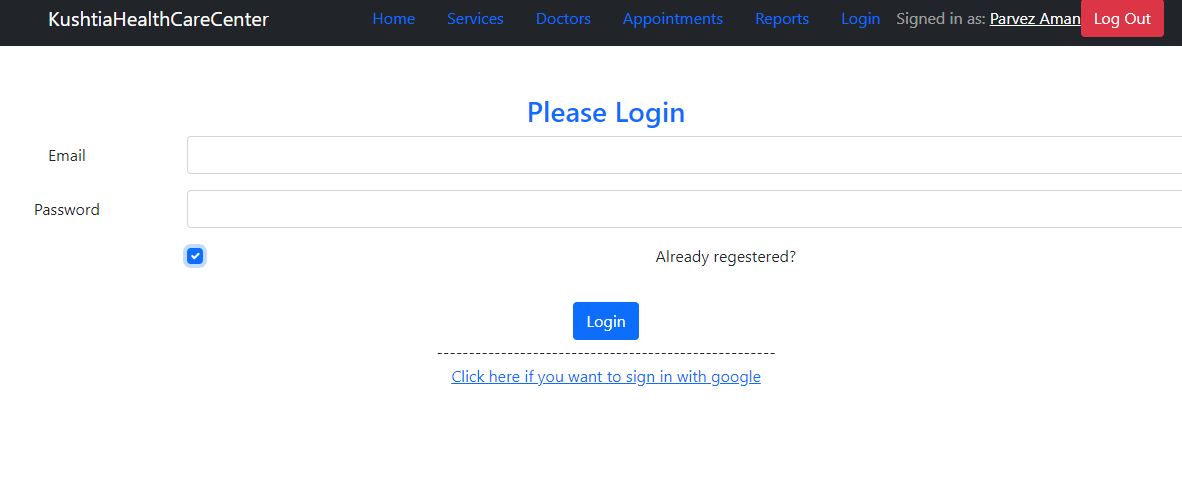 KushtiaHealthCareCenter Home Services Doctors Appointments Reports Login Signed in as: Parvez Aman Log Out
Please Login
Email
Password
Already regestered?
Login
----------------------------------------------------
Click here if you want to sign in with google